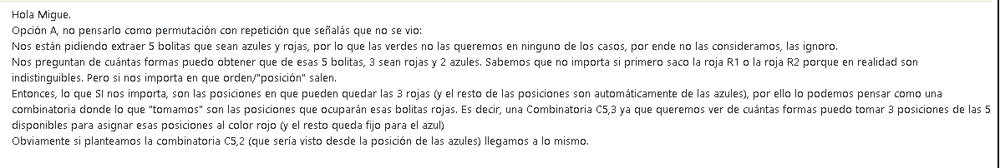 Hola Migue.
Opción A, no pensarlo como permutación con repetición que señalás que no se vio:
Nos están pidiendo extraer 5 bolitas que sean azules y rojas, por lo que las verdes no las queremos en ninguno de los casos, por ende no las consideramos, las ignoro.
Nos preguntan de cuántas formas puedo obtener que de esas 5 bolitas, 3 sean rojas y 2 azules. Sabemos que no importa si primero saco la roja R1 o la roja R2 porque en realidad son
indistinguibles. Pero si nos importa en que orden/"posición" salen.
Entonces, lo que SI nos importa, son las posiciones en que pueden quedar las 3 rojas (y el resto de las posiciones son automáticamente de las azules), por ello lo podemos pensar como una
combinatoria donde lo que "tomamos" son las posiciones que ocuparán esas bolitas rojas. Es decir, una Combinatoria C5,3 ya que queremos ver de cuántas formas puedo tomar 3 posiciones de las 5
disponibles para asignar esas posiciones al color rojo (y el resto queda fijo para el azul)
Obviamente si planteamos la combinatoria C5,2 (que sería visto desde la posición de las azules) llegamos a lo mismo.